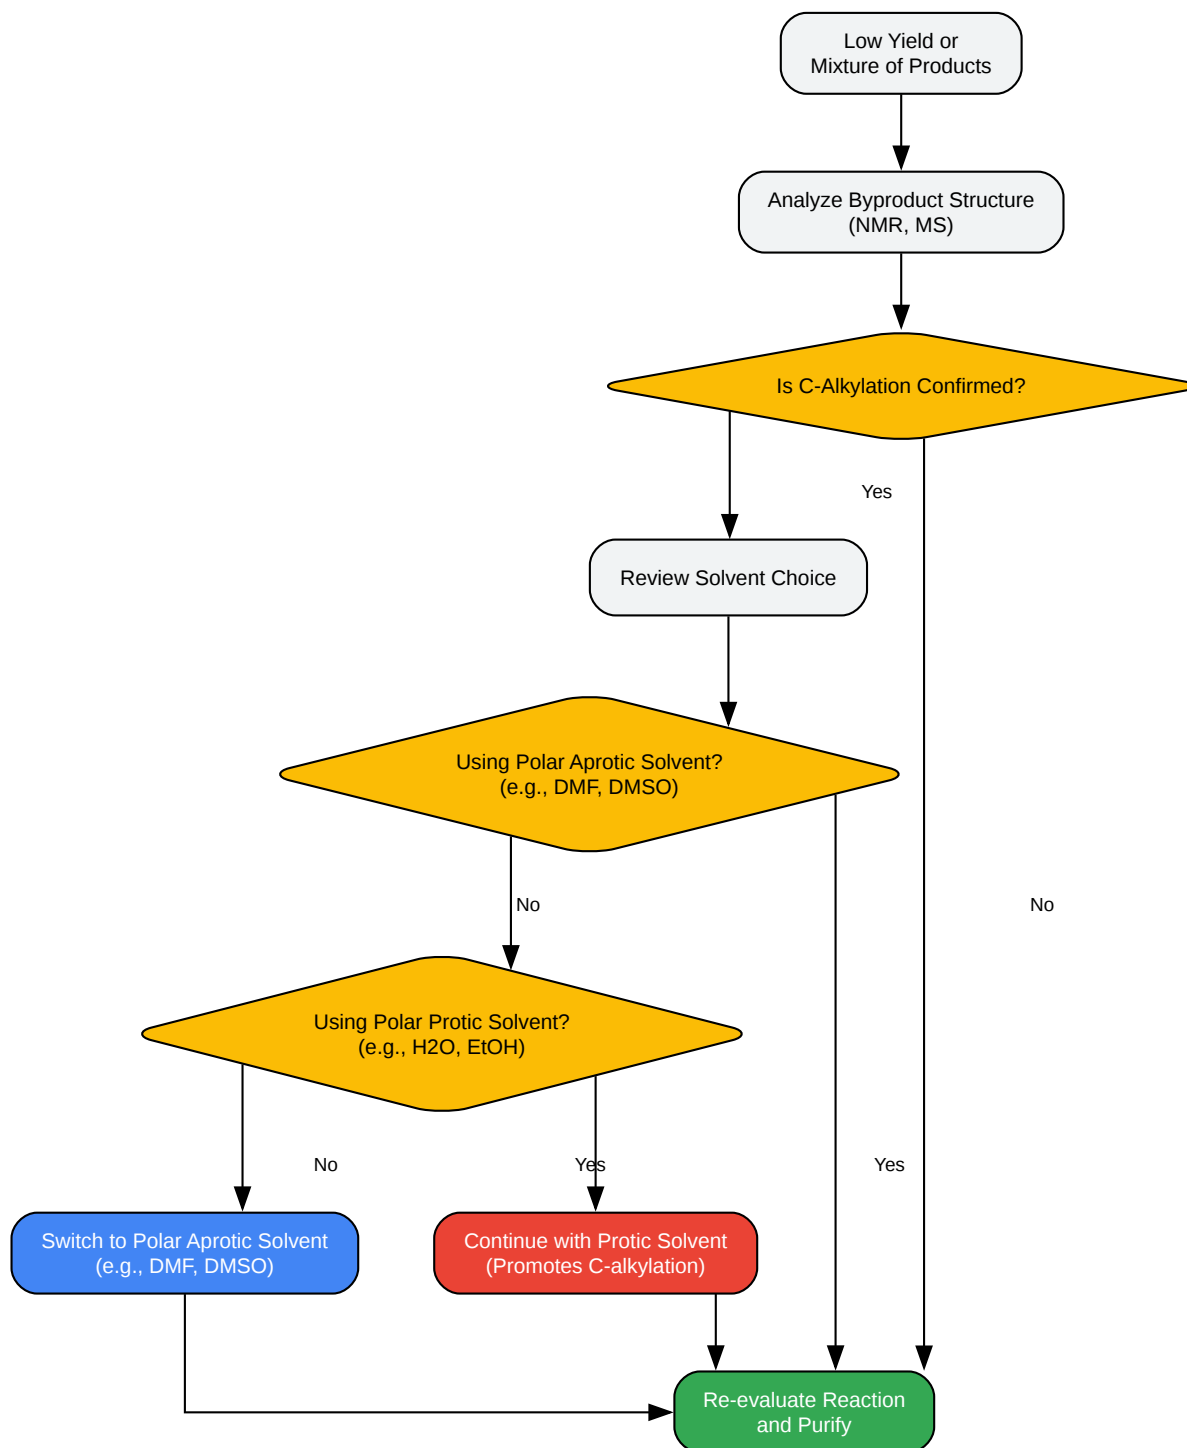 Low Yield or
Mixture of Products
Analyze Byproduct Structure
(NMR, MS)
Is C-Alkylation Confirmed?
Yes
Review Solvent Choice
Using Polar Aprotic Solvent?
(e.g., DMF, DMSO)
No
No
Using Polar Protic Solvent?
(e.g., H2O, EtOH)
No
Yes
Yes
Switch to Polar Aprotic Solvent
(e.g., DMF, DMSO)
Continue with Protic Solvent
(Promotes C-alkylation)
Re-evaluate Reaction
and Purify